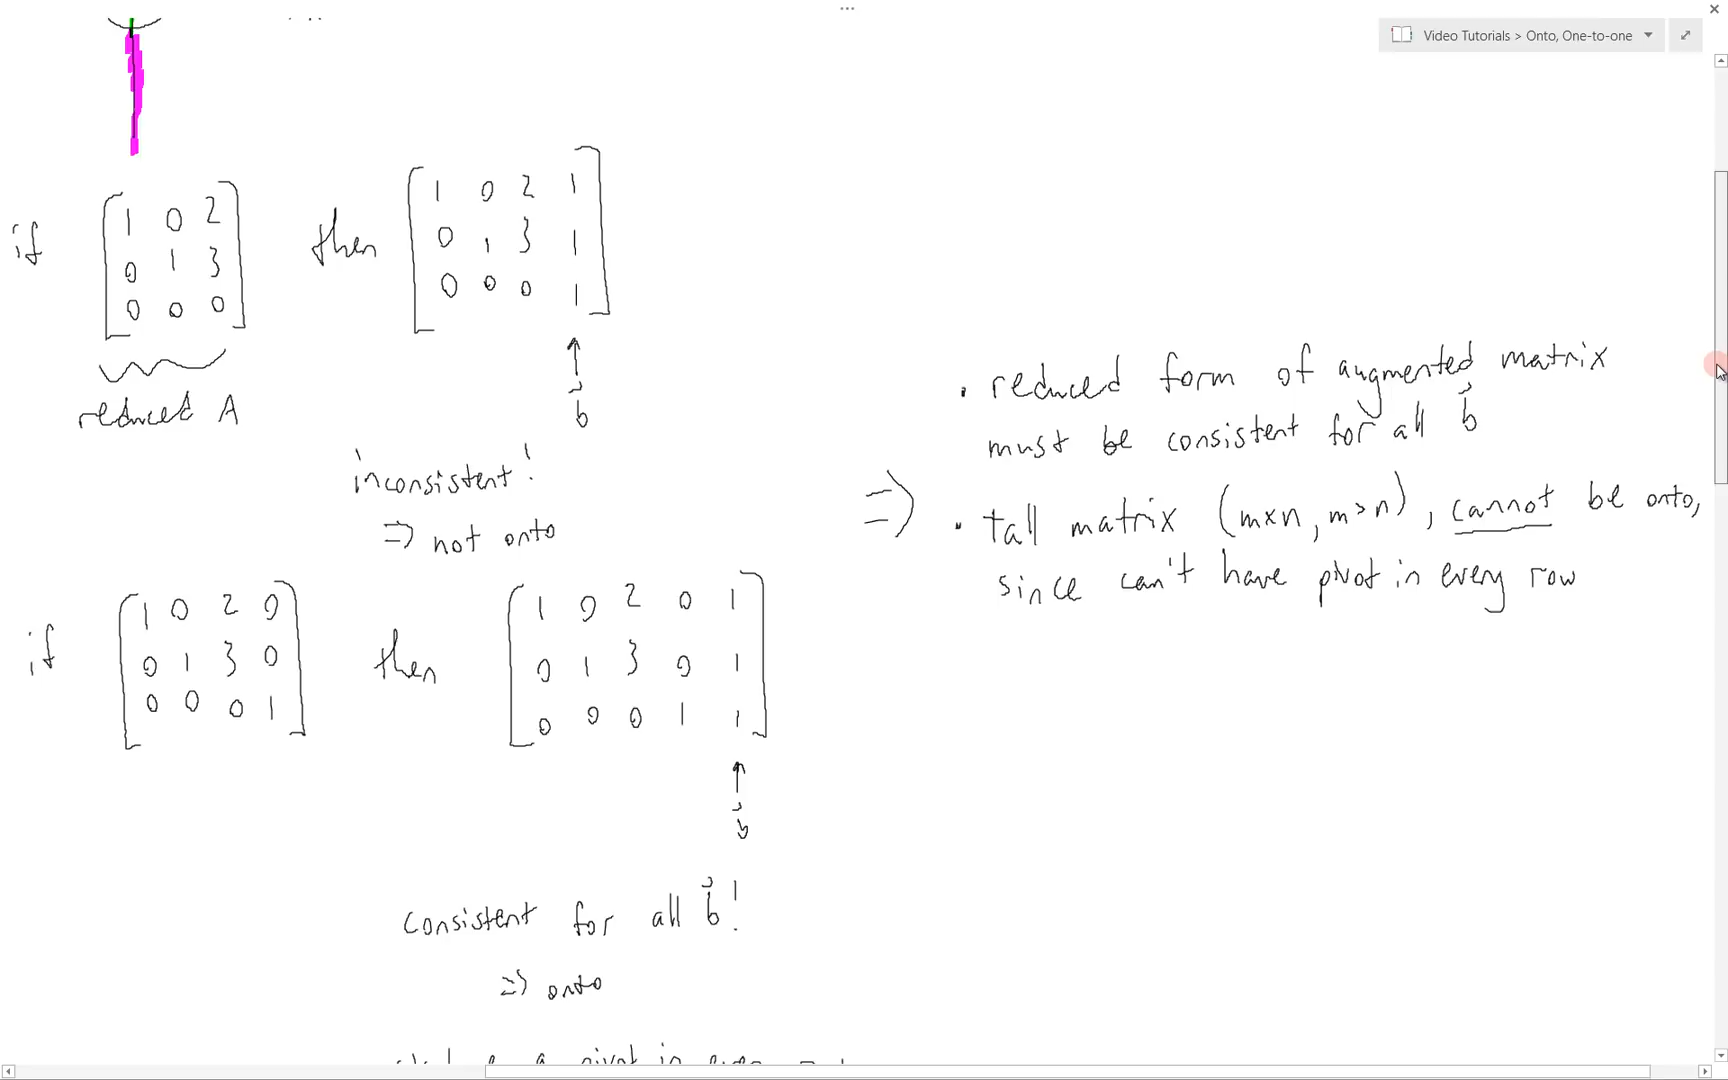 Video Tutorials > Onto, One-to-one
if [1 0 2 then [1 0 2 1
0 1 3 0 1 3 1
0 0 0] 0 0 0 1]
reduced A
↑
b⃗
inconsistent!
=> not onto
if [1 0 2 0 then [1 0 2 0 1
0 1 3 0 0 1 3 0 1
0 0 0 1] 0 0 0 1 1]
↑
b⃗
consistent for all b⃗!
=> onto
a pivot in every
• reduced form of augmented matrix
must be consistent for all b⃗
=> • tall matrix (m×n, m>n), cannot be onto,
since can't have pivot in every row